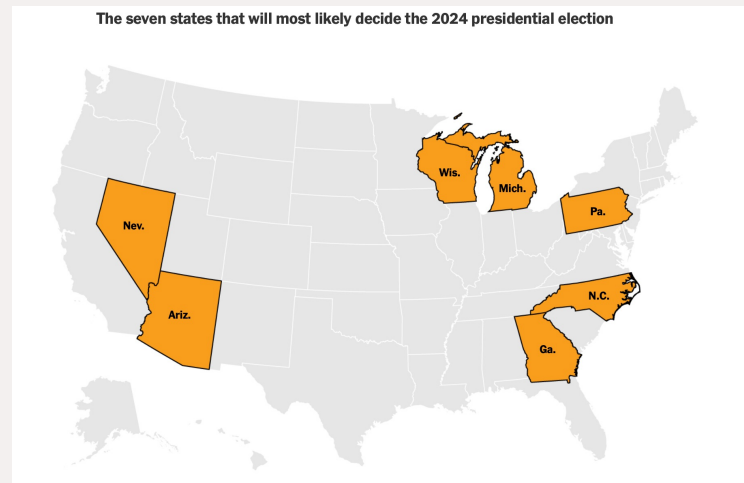 The seven states that will most likely decide the 2024 presidential election
Wis.
Mich.
Pa.
Nev.
N.C.
Ariz.
Ga.